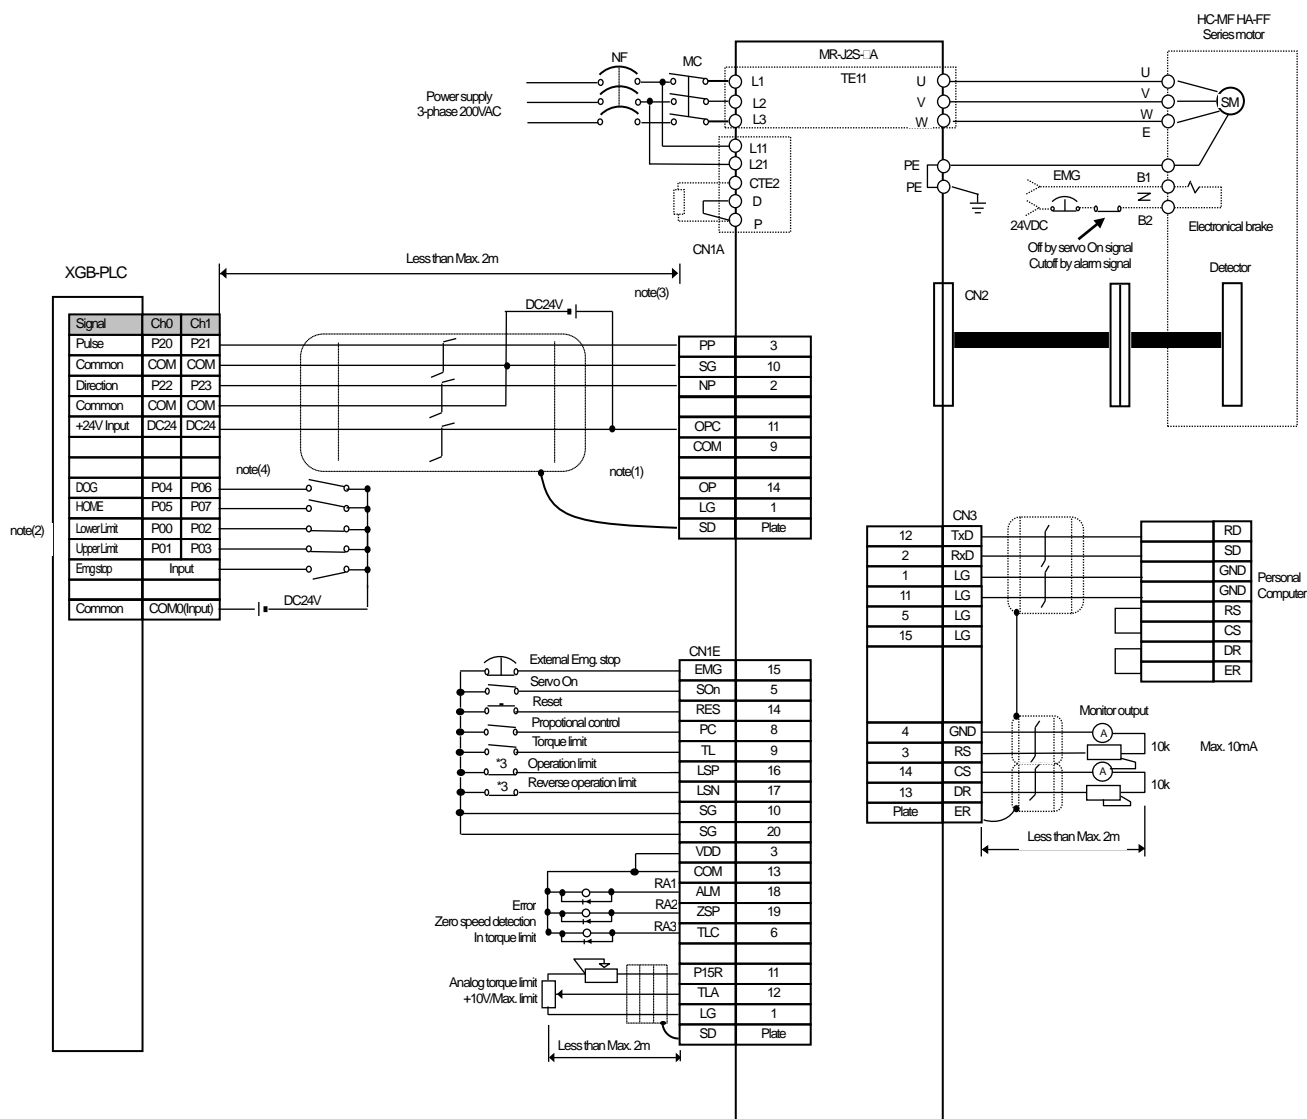 HC-MF HA-FF
Series motor
MR-J2S-□A
NF
MC
TE11
Power supply
3-phase 200VAC
L1
L2
L3
U
V
W
U
V
W
E
SM
L11
L21
CTE2
D
P
PE
PE
EMG
24VDC
B1
Z
B2
Off by servo On signal
Cutoff by alarm signal
Electronical brake
Detector
CN1A
CN2
XGB-PLC
Less than Max. 2m
note(3)
DC24V
Signal Ch0 Ch1
Pulse P20 P21
Common COM COM
Direction P22 P23
Common COM COM
+24V Input DC24 DC24
DOG P04 P06
HOME P05 P07
Lower Limit P00 P02
Upper Limit P01 P03
Emg stop Input
Common COM0(Input)
note(4)
note(1)
note(2)
DC24V
PP 3
SG 10
NP 2
OPC 11
COM 9
OP 14
LG 1
SD Plate
CN3
12 TxD
2 RxD
1 LG
11 LG
5 LG
15 LG
4 GND
3 RS
14 CS
13 DR
Plate ER
RD
SD
GND
GND
RS
CS
DR
ER
Personal
Computer
Monitor output
A
10k
A
10k
Max. 10mA
Less than Max. 2m
CN1E
External Emg. stop
Servo On
Reset
Propotional control
Torque limit
*3 Operation limit
*3 Reverse operation limit
EMG 15
SOn 5
RES 14
PC 8
TL 9
LSP 16
LSN 17
SG 10
SG 20
VDD 3
COM 13
ALM 18
ZSP 19
TLC 6
P15R 11
TLA 12
LG 1
SD Plate
RA1
RA2
RA3
Error
Zero speed detection
In torque limit
Analog torque limit
+10V/Max. limit
Less than Max. 2m